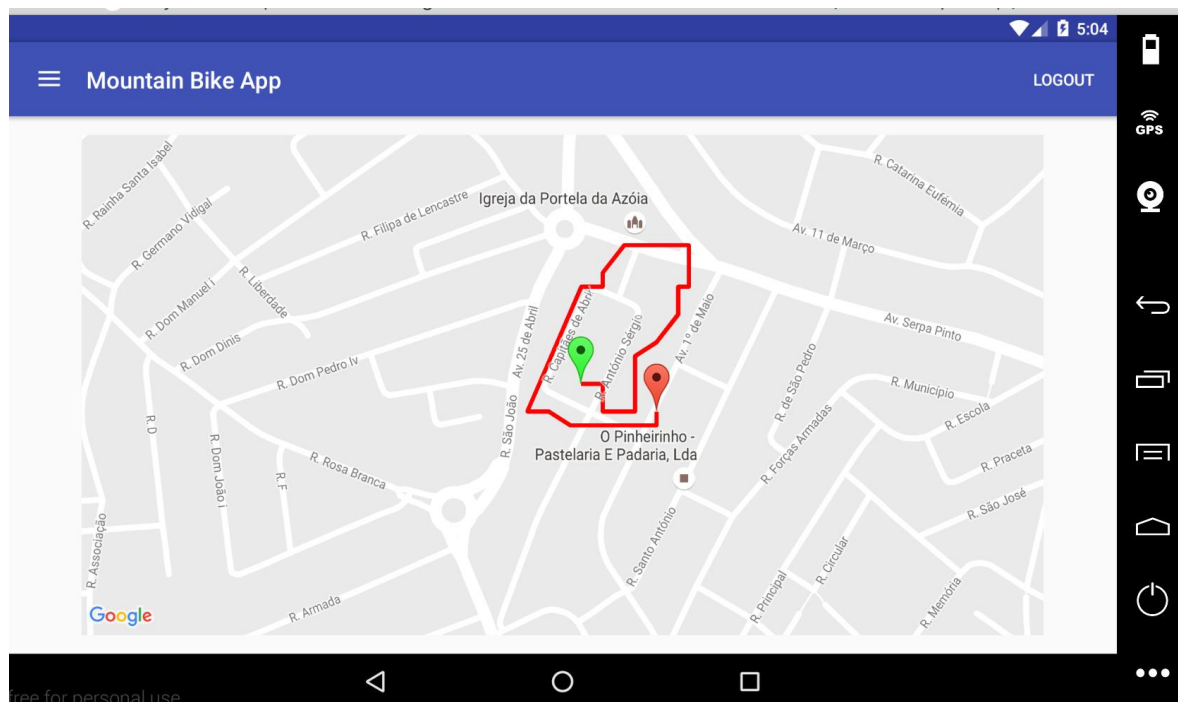 5:04
Mountain Bike App
LOGOUT
GPS
R. Rainha Santa Isabel
R. Germano Vidigal
R. Filipa de Lencastre
Igreja da Portela da Azóia
R. Catarina Eufémia
Av. 11 de Março
R. Liberdade
R. Dom Manuel i
R. Dom Dinis
R. Dom Pedro Iv
Av. 25 de Abril
R. Capitães de Abril
R. António Sérgio
Av. 1º de Maio
Av. Serpa Pinto
R. de São Pedro
R. Município
R. Escola
R. D
R. Dom João i
R. F
R. Rosa Branca
R. São João
O Pinheirinho -
Pastelaria E Padaria, Lda
R. Forças Armadas
R. Praceta
R. São José
R. Associação
R. Santo António
R. Circular
R. Principal
R. Memória
R. Armada
Google
free for personal use